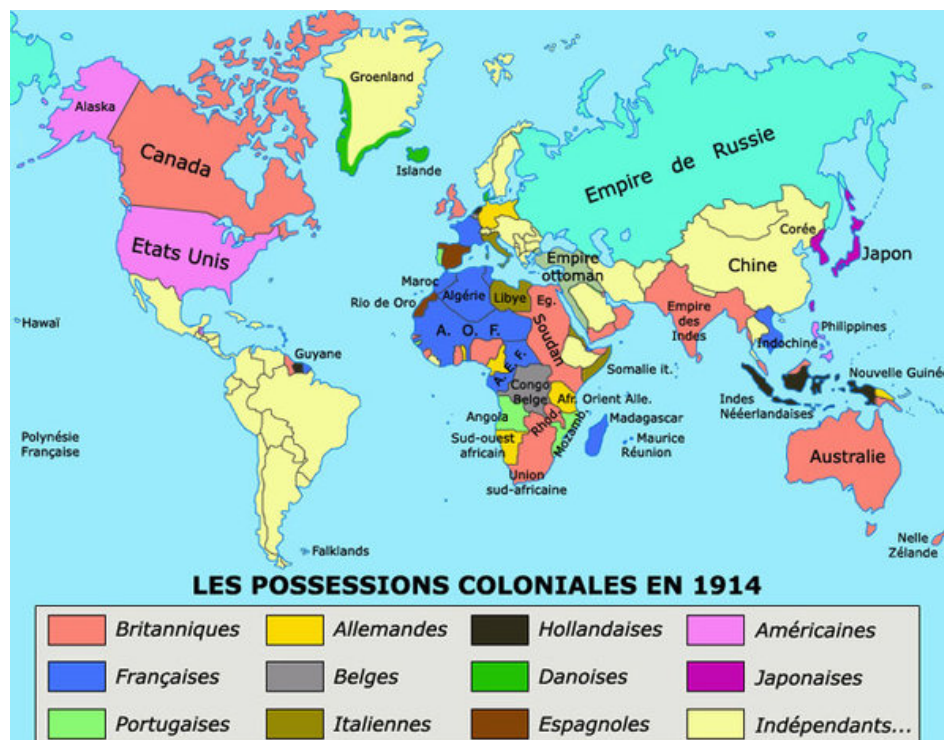 Groenland
Alaska
Canada
Islande
Empire de Russie
Etats Unis
Corée
Japon
Chine
Empire
ottoman
Maroc
Algérie
Libye
Eg.
Rio de Oro
Empire
des
Indes
Hawaï
A. O. F.
Soudan
Philippines
Indochine
Guyane
A. E. F.
Somalie it.
Nouvelle Guinée
Congo
Belge
Afr. Orient Alle.
Indes
Néeérlandaises
Angola
Rhod.
Mozamb.
Madagascar
Polynésie
Française
Sud-ouest
africain
Maurice
Réunion
Australie
Union
sud-africaine
Falklands
Nelle
Zélande
LES POSSESSIONS COLONIALES EN 1914
Britanniques
Allemandes
Hollandaises
Américaines
Françaises
Belges
Danoises
Japonaises
Portugaises
Italiennes
Espagnoles
Indépendants...